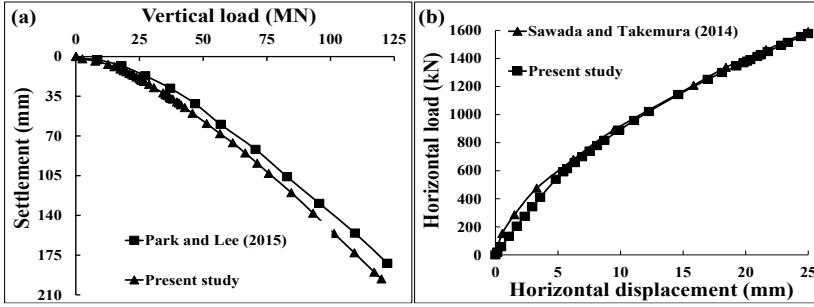 (a)
Vertical load (MN)
0 25 50 75 100 125
0
35
70
105
140
175
210
Settlement (mm)
Park and Lee (2015)
Present study
(b)
1600
1400
1200
1000
800
600
400
200
0
Horizontal load (kN)
Sawada and Takemura (2014)
Present study
0 5 10 15 20 25
Horizontal displacement (mm)